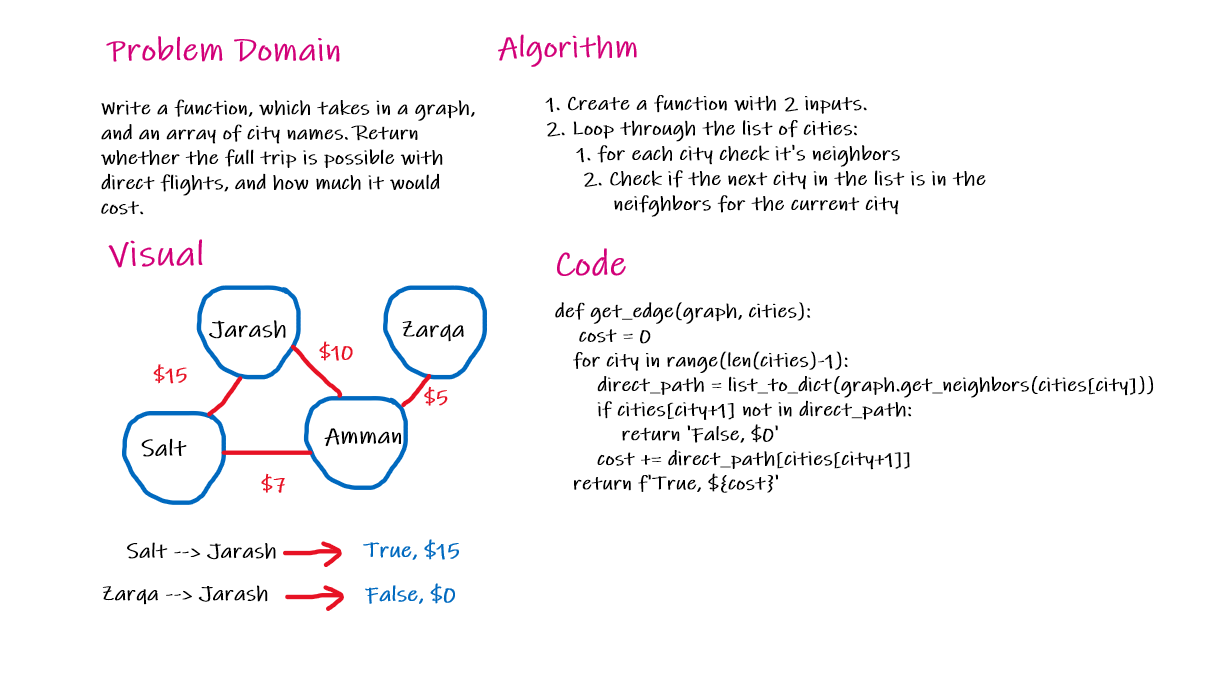 Problem Domain
Write a function, which takes in a graph,
and an array of city names. Return
whether the full trip is possible with
direct flights, and how much it would
cost.
Visual
Jarash
Zarqa
$10
$15
$5
Amman
Salt
$7
Salt --> Jarash True, $15
Zarqa --> Jarash False, $0
Algorithm
1. Create a function with 2 inputs.
2. Loop through the list of cities:
1. for each city check it's neighbors
2. Check if the next city in the list is in the
neifghbors for the current city
Code
def get_edge(graph, cities):
cost = 0
for city in range(len(cities)-1):
direct_path = list_to_dict(graph.get_neighbors(cities[city]))
if cities[city+1] not in direct_path:
return 'False, $0'
cost += direct_path[cities[city+1]]
return f'True, ${cost}'